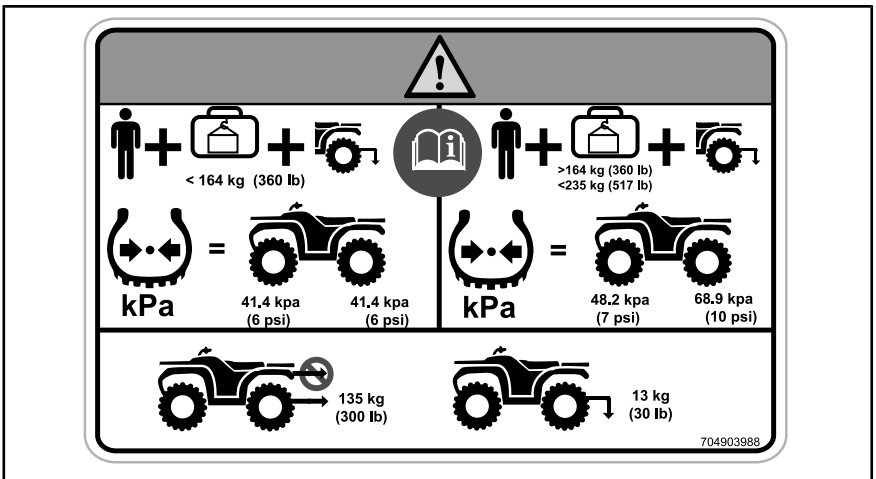 < 164 kg (360 lb)
kPa
=
41.4 kpa
(6 psi)
41.4 kpa
(6 psi)
i
>164 kg (360 lb)
<235 kg (517 lb)
kPa
=
48.2 kpa
(7 psi)
68.9 kpa
(10 psi)
135 kg
(300 lb)
13 kg
(30 lb)
704903988